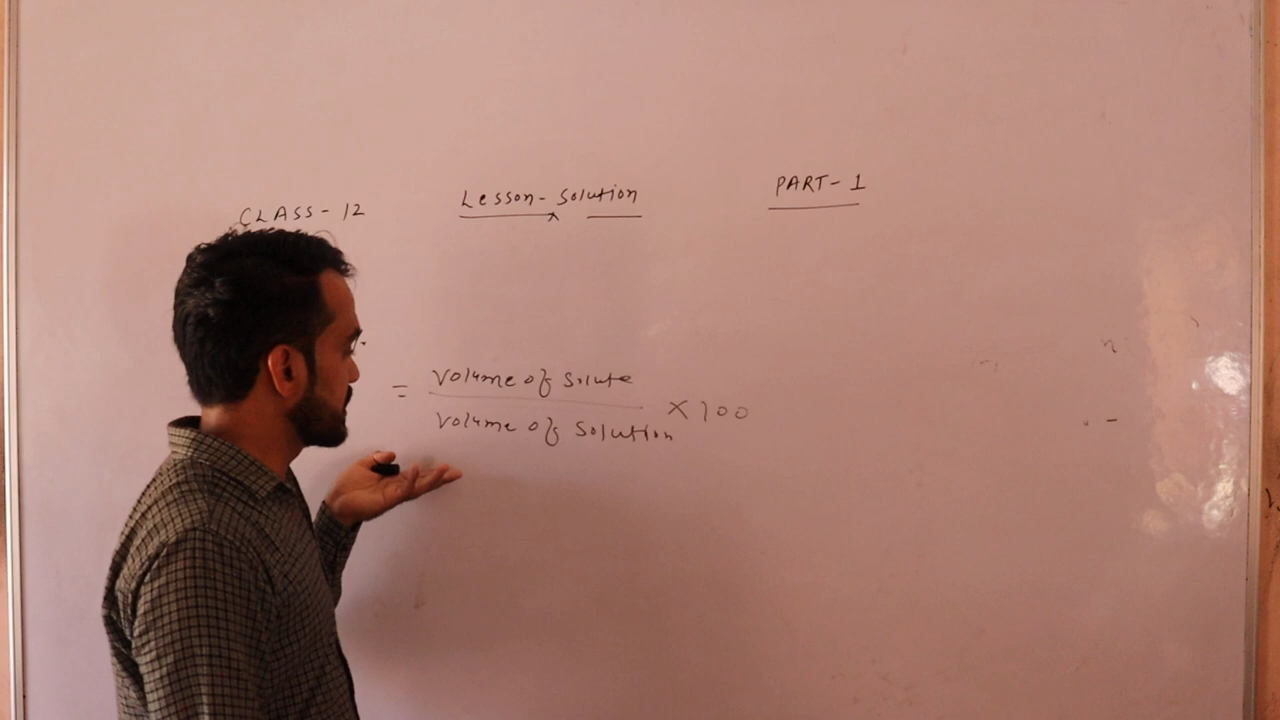 CLASS-12 Lesson-Solution PART-1
= Volume of Solute
Volume of Solution × 100